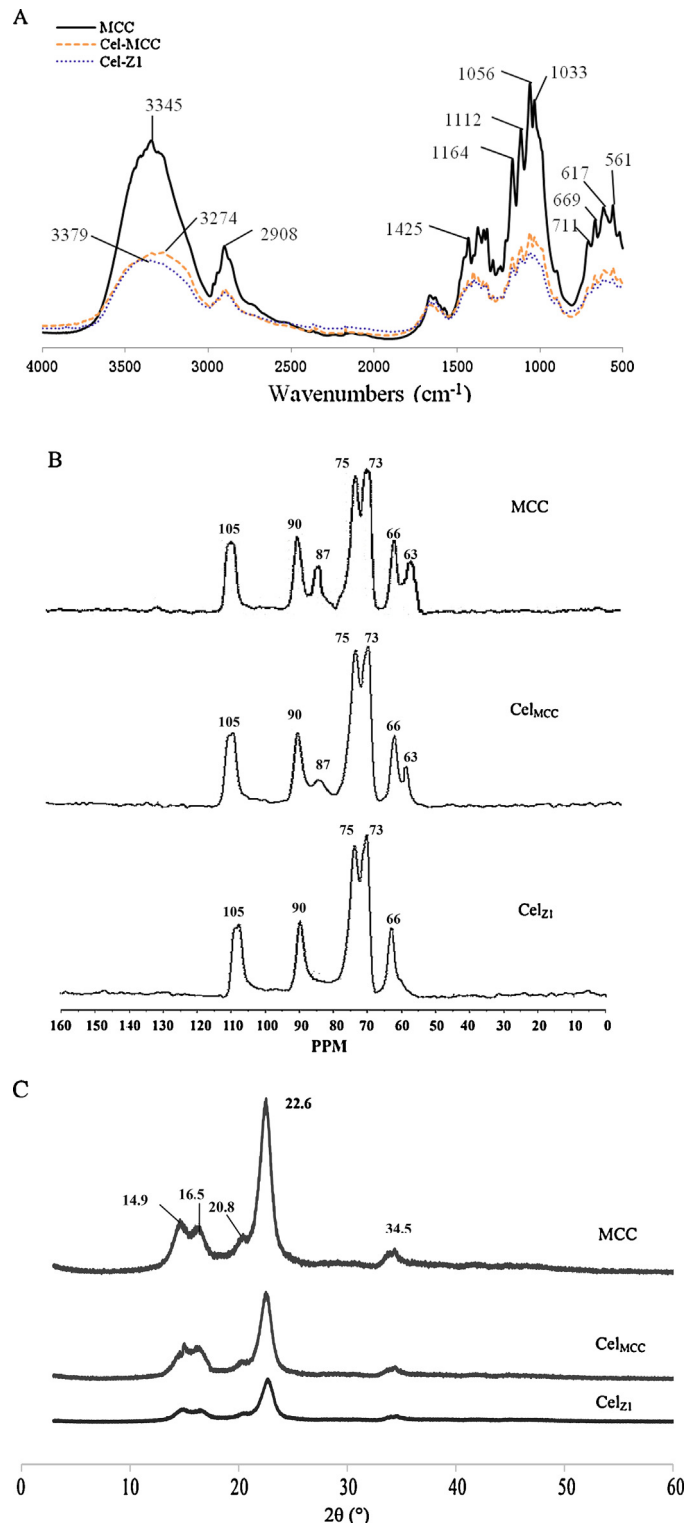 A
MCC
Cel-MCC
Cel-Z1
3345
3274
3379
2908
1425
1164
1112
1056
1033
711
669
617
561
4000 3500 3000 2500 2000 1500 1000 500
Wavenumbers (cm-1)
B
105 90 87 75 73 66 63
MCC
105 90 87 75 73 66 63
CelMCC
105 90 75 73 66
CelZ1
160 150 140 130 120 110 100 90 80 70 60 50 40 30 20 10 0
PPM
C
14.9 16.5 20.8 22.6 34.5
MCC
CelMCC
CelZ1
0 10 20 30 40 50 60
2θ (°)